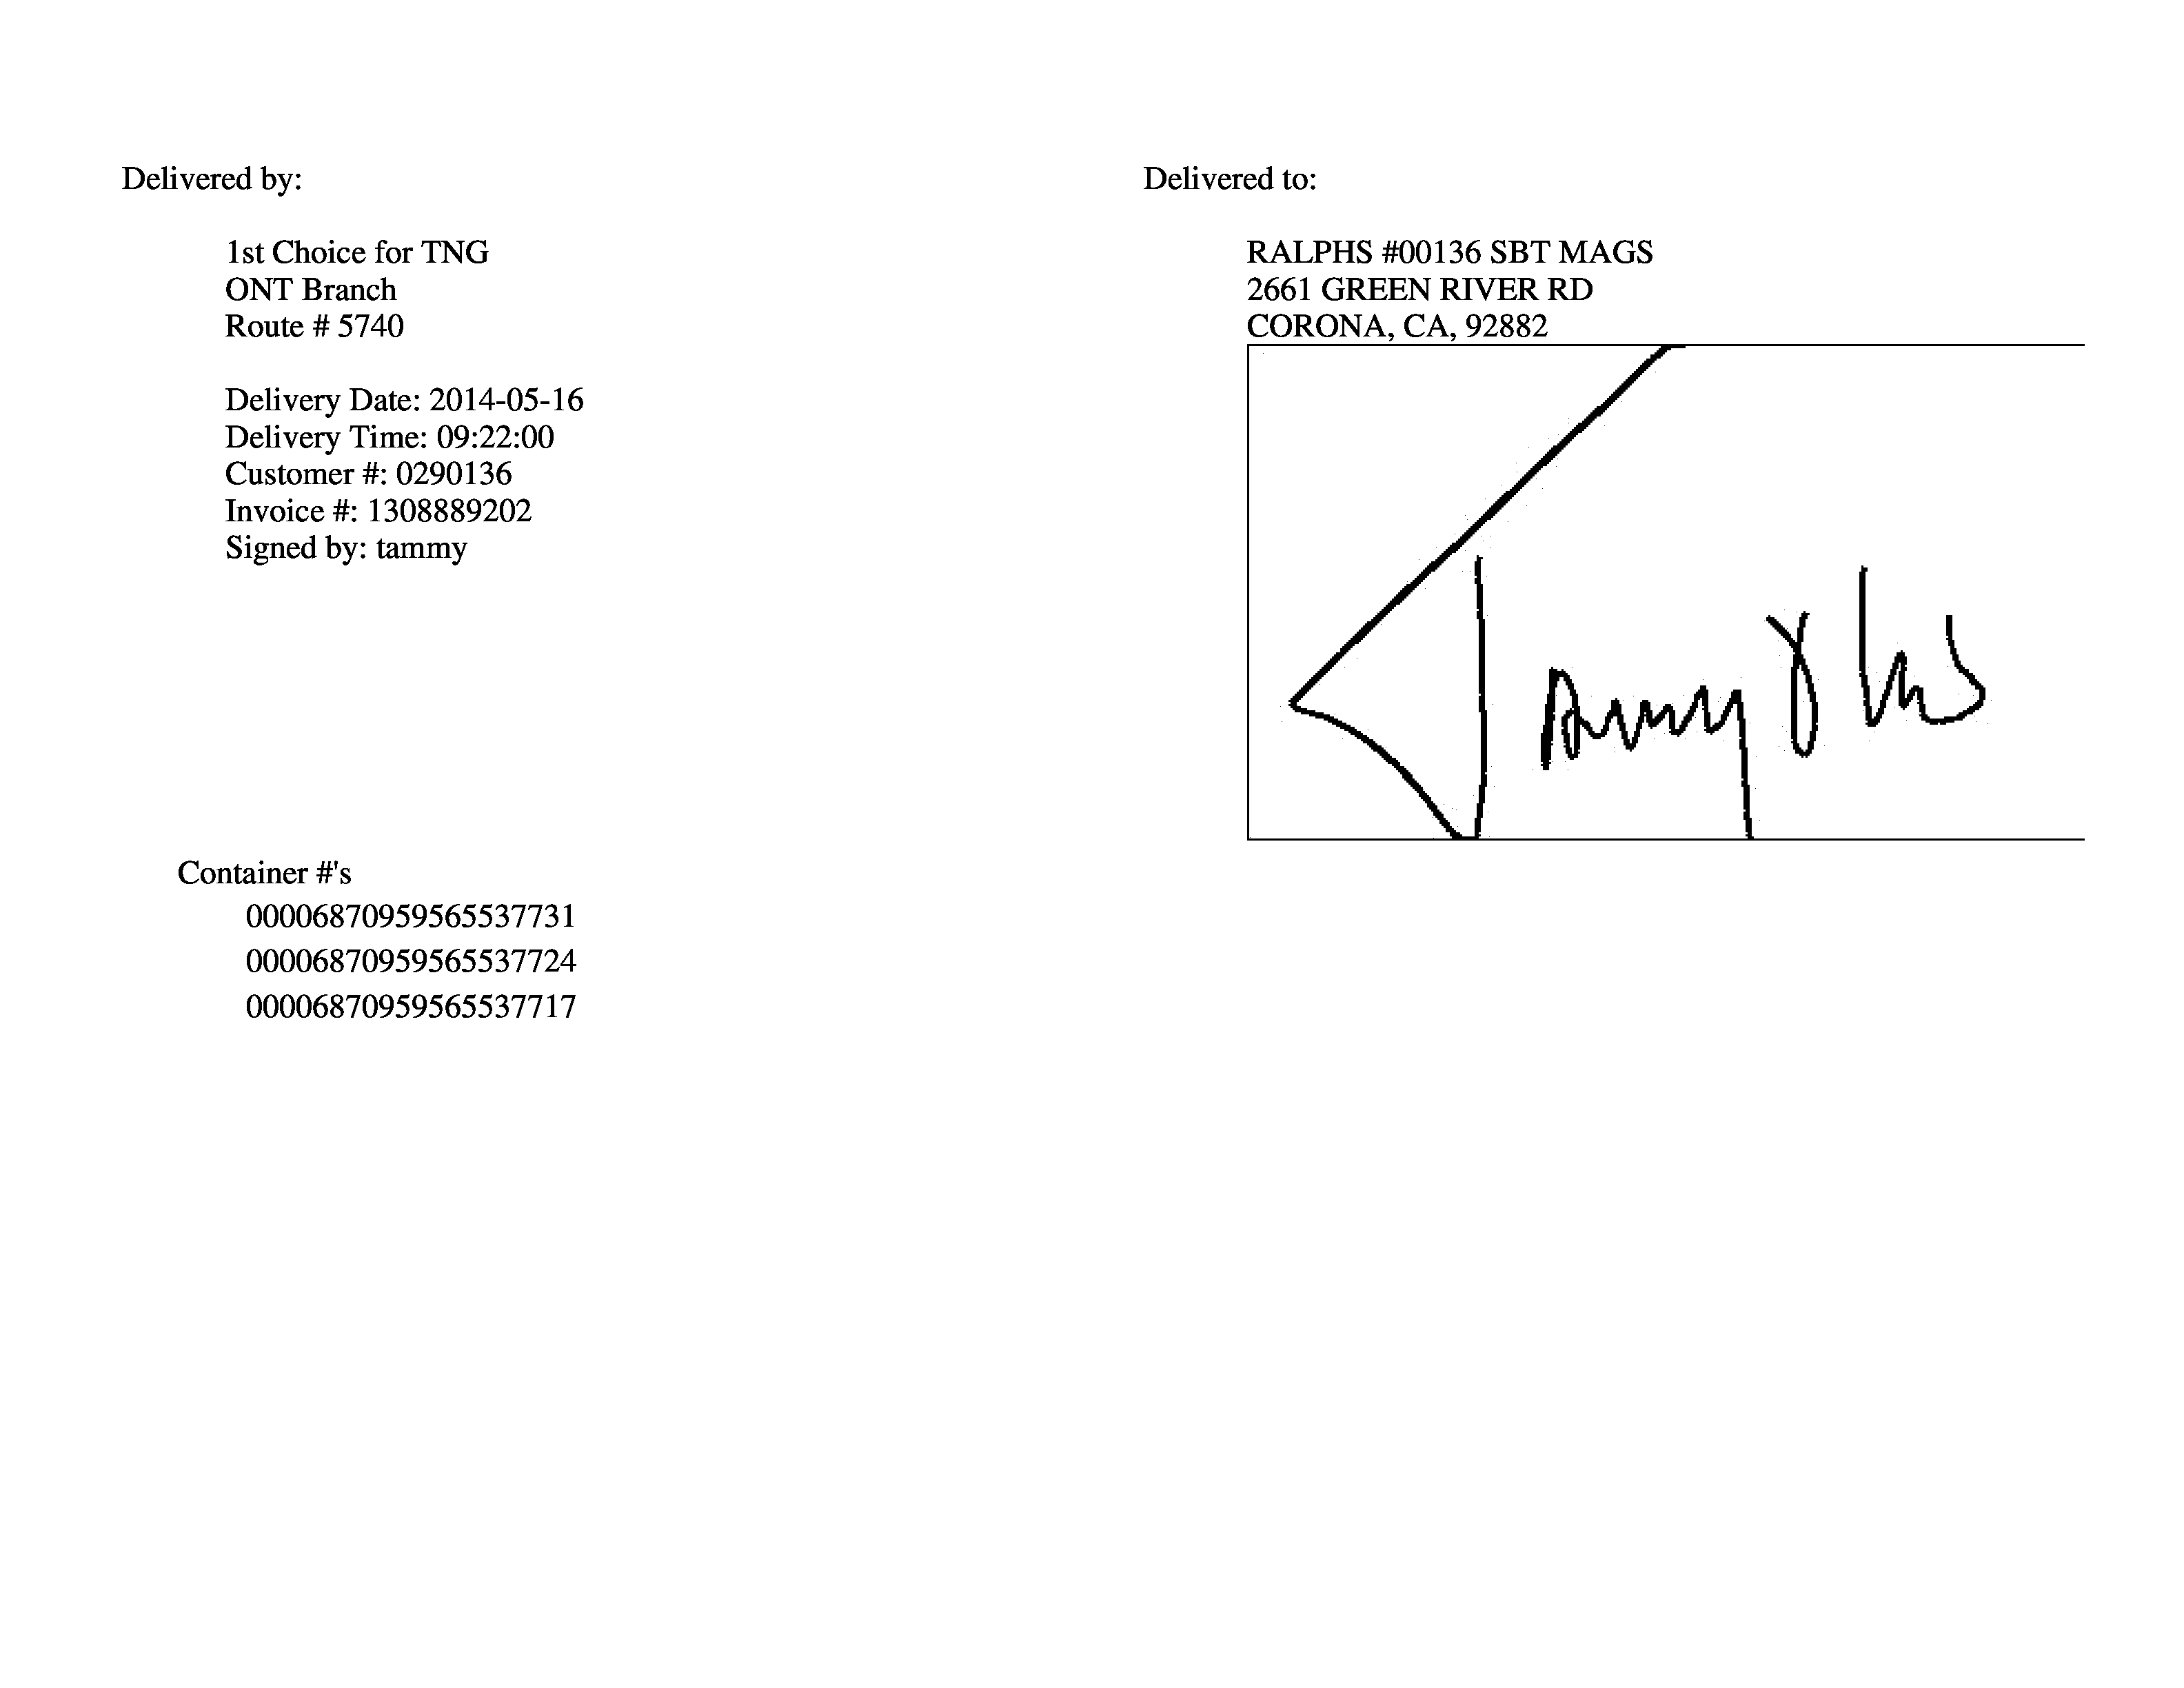 Delivered by:
1st Choice for TNG
ONT Branch
Route # 5740
Delivery Date: 2014-05-16
Delivery Time: 09:22:00
Customer #: 0290136
Invoice #: 1308889202
Signed by: tammy
Delivered to:
RALPHS #00136 SBT MAGS
2661 GREEN RIVER RD
CORONA, CA, 92882
Container #'s
00006870959565537731
00006870959565537724
00006870959565537717